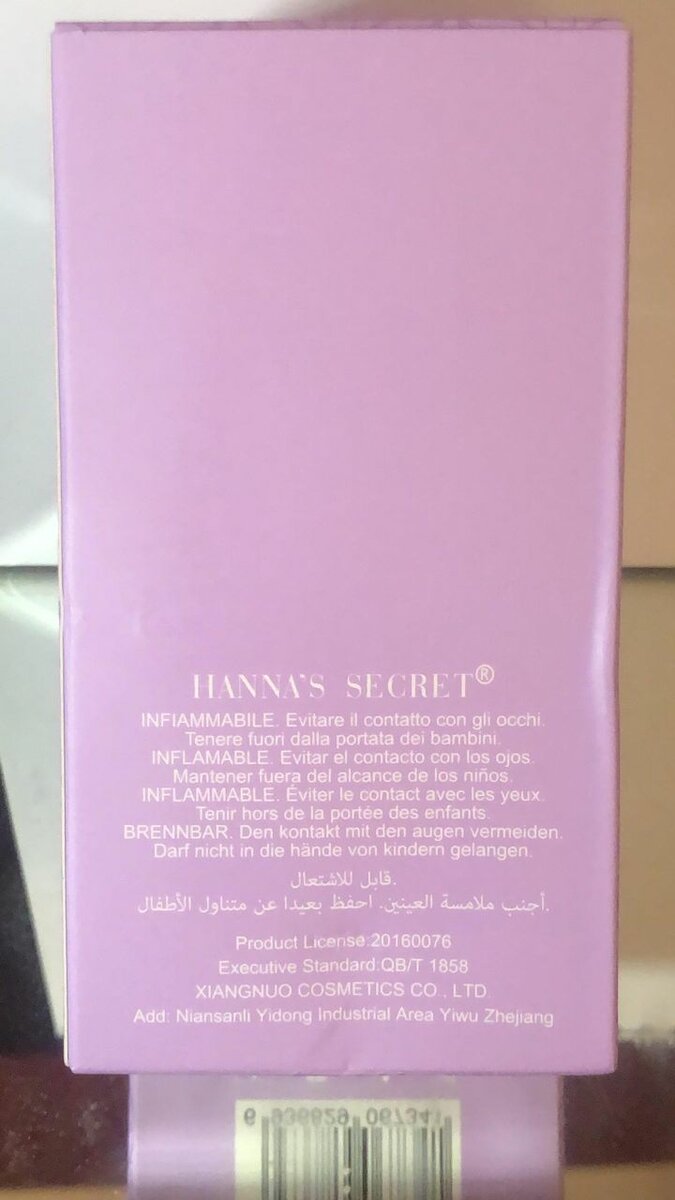 HANNA'S SECRET®
INFIAMMABILE. Evitare il contatto con gli occhi.
Tenere fuori dalla portata dei bambini.
INFLAMABLE. Evitar el contacto con los ojos.
Mantener fuera del alcance de los niños.
INFLAMMABLE. Éviter le contact avec les yeux.
Tenir hors de la portée des enfants.
BRENNBAR. Den kontakt mit den augen vermeiden.
Darf nicht in die hände von kindern gelangen.
قابل للاشتعال.
أجنب ملامسة العينين. احفظ بعيدا عن متناول الأطفال.
Product License:20160076
Executive Standard:QB/T 1858
XIANGNUO COSMETICS CO., LTD.
Add: Niansanli Yidong Industrial Area Yiwu Zhejiang
6 936829 067341